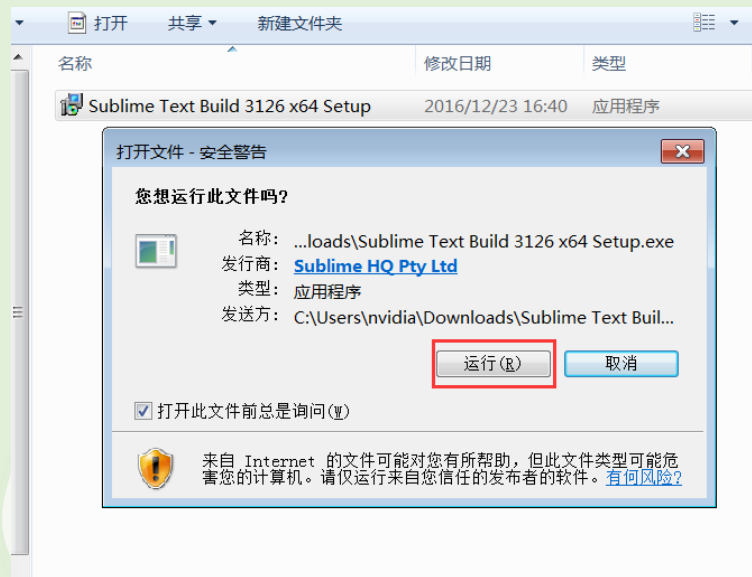 打开 共享 新建文件夹
名称 修改日期 类型
Sublime Text Build 3126 x64 Setup 2016/12/23 16:40 应用程序
打开文件 - 安全警告
您想运行此文件吗?
名称: ...loads\Sublime Text Build 3126 x64 Setup.exe
发行商: Sublime HQ Pty Ltd
类型: 应用程序
发送方: C:\Users\nvidia\Downloads\Sublime Text Buil...
运行(R) 取消
打开此文件前总是询问(W)
来自 Internet 的文件可能对您有所帮助，但此文件类型可能危
害您的计算机。请仅运行来自您信任的发布者的软件。有何风险?